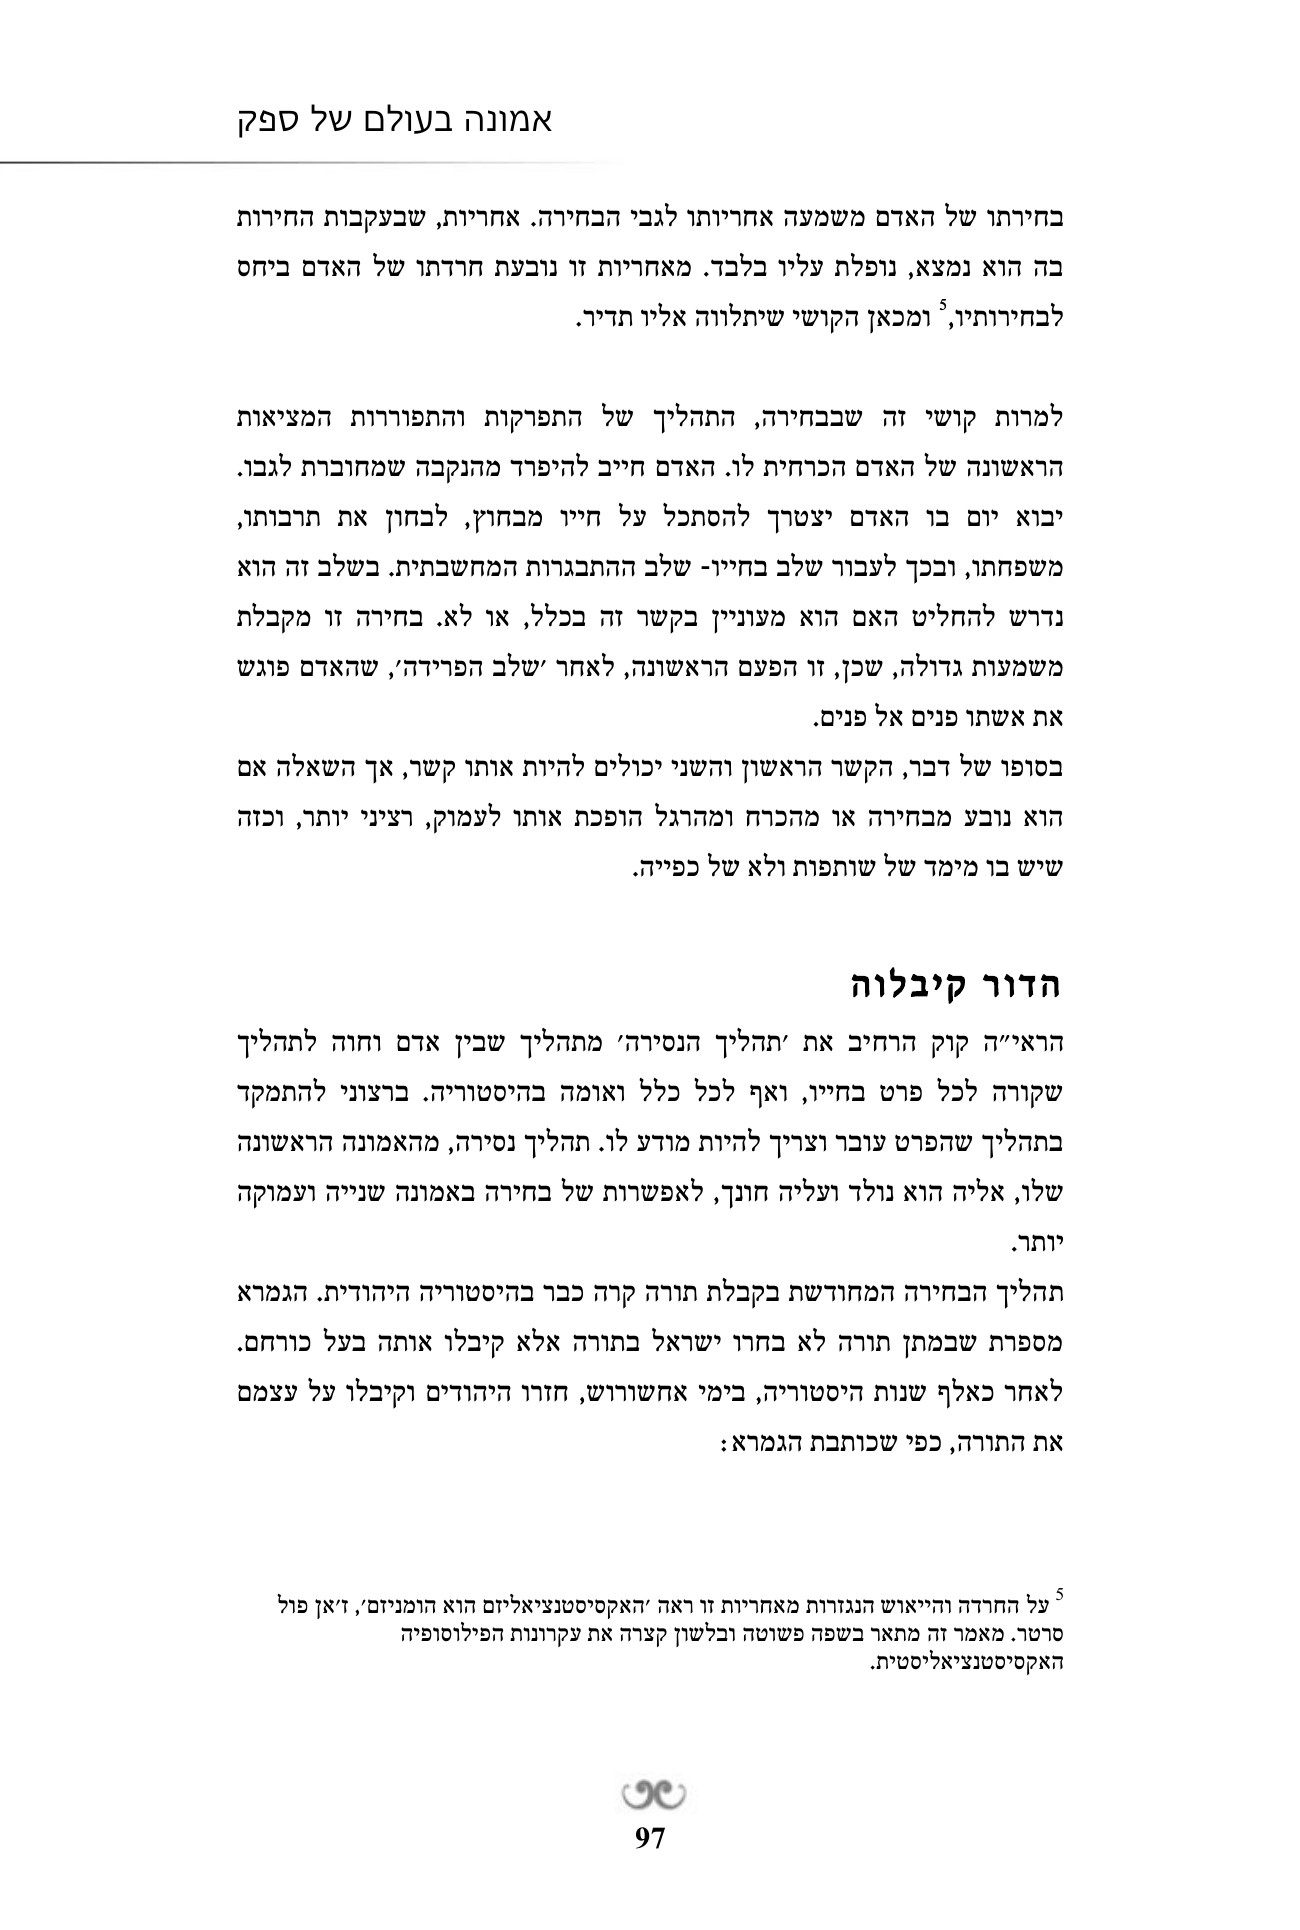 אמונה בעולם של ספק
בחירתו של האדם משמעה אחריותו לגבי הבחירה. אחריות, שבעקבות החירות
בה הוא נמצא, נופלת עליו בלבד. מאחריות זו נובעת חרדתו של האדם ביחס
לבחירותיו,5 ומכאן הקושי שיתלווה אליו תדיר.
למרות קושי זה שבבחירה, התהליך של התפרקות והתפוררות המציאות
הראשונה של האדם הכרחית לו. האדם חייב להיפרד מהנקבה שמחוברת לגבו.
יבוא יום בו האדם יצטרך להסתכל על חייו מבחוץ, לבחון את תרבותו,
משפחתו, ובכך לעבור שלב בחייו- שלב ההתבגרות המחשבתית. בשלב זה הוא
נדרש להחליט האם הוא מעוניין בקשר זה בכלל, או לא. בחירה זו מקבלת
משמעות גדולה, שכן, זו הפעם הראשונה, לאחר ׳שלב הפרידה׳, שהאדם פוגש
את אשתו פנים אל פנים.
בסופו של דבר, הקשר הראשון והשני יכולים להיות אותו קשר, אך השאלה אם
הוא נובע מבחירה או מהכרח ומהרגל הופכת אותו לעמוק, רציני יותר, וכזה
שיש בו מימד של שותפות ולא של כפייה.
הדור קיבלוה
הראי״ה קוק הרחיב את ׳תהליך הנסירה׳ מתהליך שבין אדם וחוה לתהליך
שקורה לכל פרט בחייו, ואף לכל כלל ואומה בהיסטוריה. ברצוני להתמקד
בתהליך שהפרט עובר וצריך להיות מודע לו. תהליך נסירה, מהאמונה הראשונה
שלו, אליה הוא נולד ועליה חונך, לאפשרות של בחירה באמונה שנייה ועמוקה
יותר.
תהליך הבחירה המחודשת בקבלת תורה קרה כבר בהיסטוריה היהודית. הגמרא
מספרת שבמתן תורה לא בחרו ישראל בתורה אלא קיבלו אותה בעל כורחם.
לאחר כאלף שנות היסטוריה, בימי אחשורוש, חזרו היהודים וקיבלו על עצמם
את התורה, כפי שכותבת הגמרא:
5 על החרדה והייאוש הנגזרות מאחריות זו ראה ׳האקסיסטנציאליזם הוא הומניזם׳, ז׳אן פול
סרטר. מאמר זה מתאר בשפה פשוטה ובלשון קצרה את עקרונות הפילוסופיה
האקסיסטנציאליסטית.
97